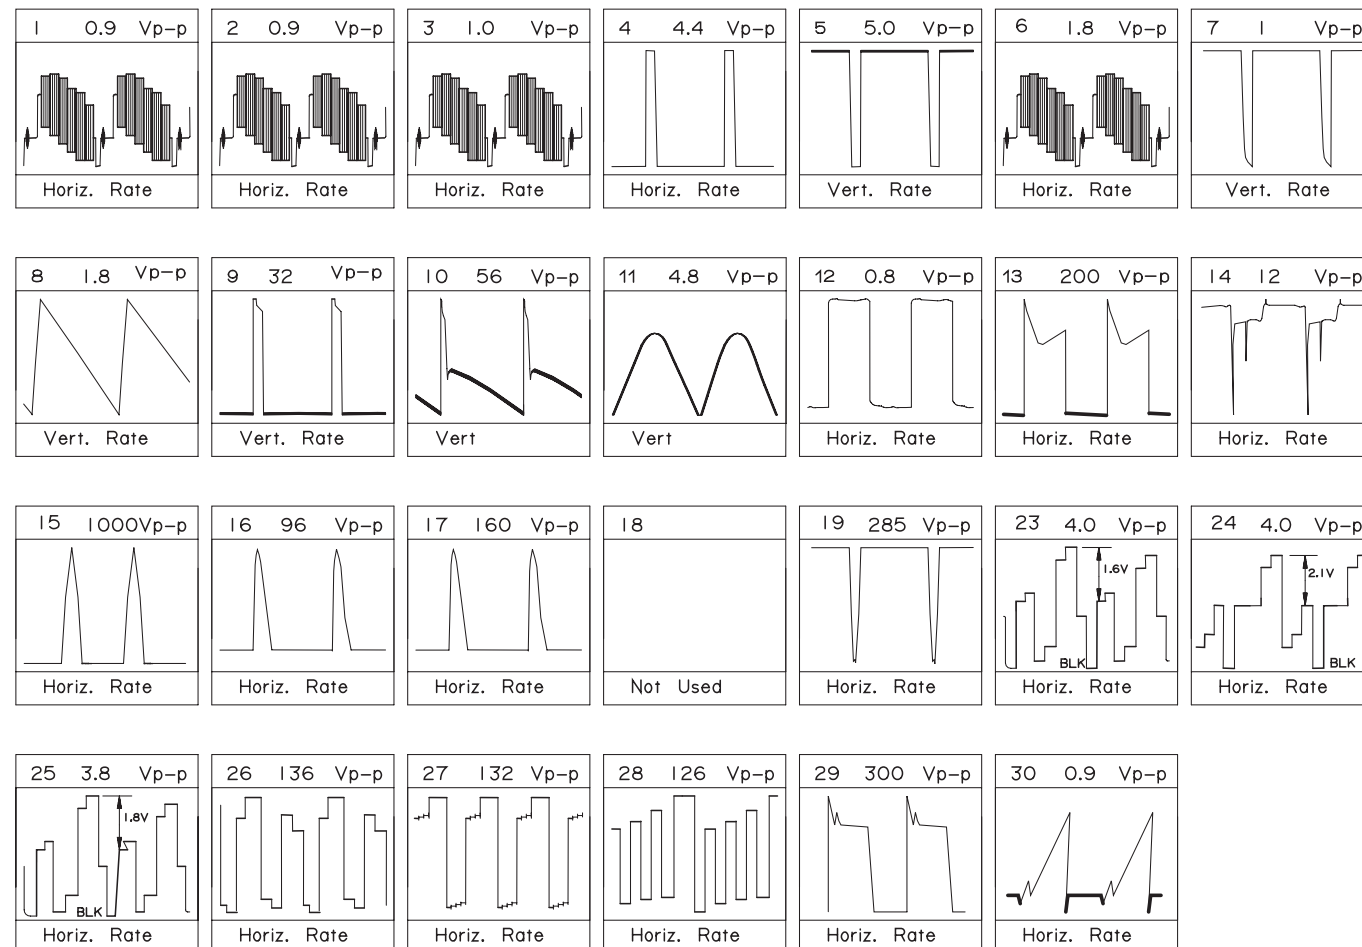 1 0.9 Vp-p
Horiz. Rate
2 0.9 Vp-p
Horiz. Rate
3 1.0 Vp-p
Horiz. Rate
4 4.4 Vp-p
Horiz. Rate
5 5.0 Vp-p
Vert. Rate
6 1.8 Vp-p
Horiz. Rate
7 1 Vp-p
Vert. Rate
8 1.8 Vp-p
Vert. Rate
9 32 Vp-p
Vert. Rate
10 56 Vp-p
Vert
11 4.8 Vp-p
Vert
12 0.8 Vp-p
Horiz. Rate
13 200 Vp-p
Horiz. Rate
14 12 Vp-p
Horiz. Rate
15 1000Vp-p
Horiz. Rate
16 96 Vp-p
Horiz. Rate
17 160 Vp-p
Horiz. Rate
18
Not Used
19 285 Vp-p
Horiz. Rate
23 4.0 Vp-p
1.6V
BLK
Horiz. Rate
24 4.0 Vp-p
2.1V
BLK
Horiz. Rate
25 3.8 Vp-p
1.8V
BLK
Horiz. Rate
26 136 Vp-p
Horiz. Rate
27 132 Vp-p
Horiz. Rate
28 126 Vp-p
Horiz. Rate
29 300 Vp-p
Horiz. Rate
30 0.9 Vp-p
Horiz. Rate